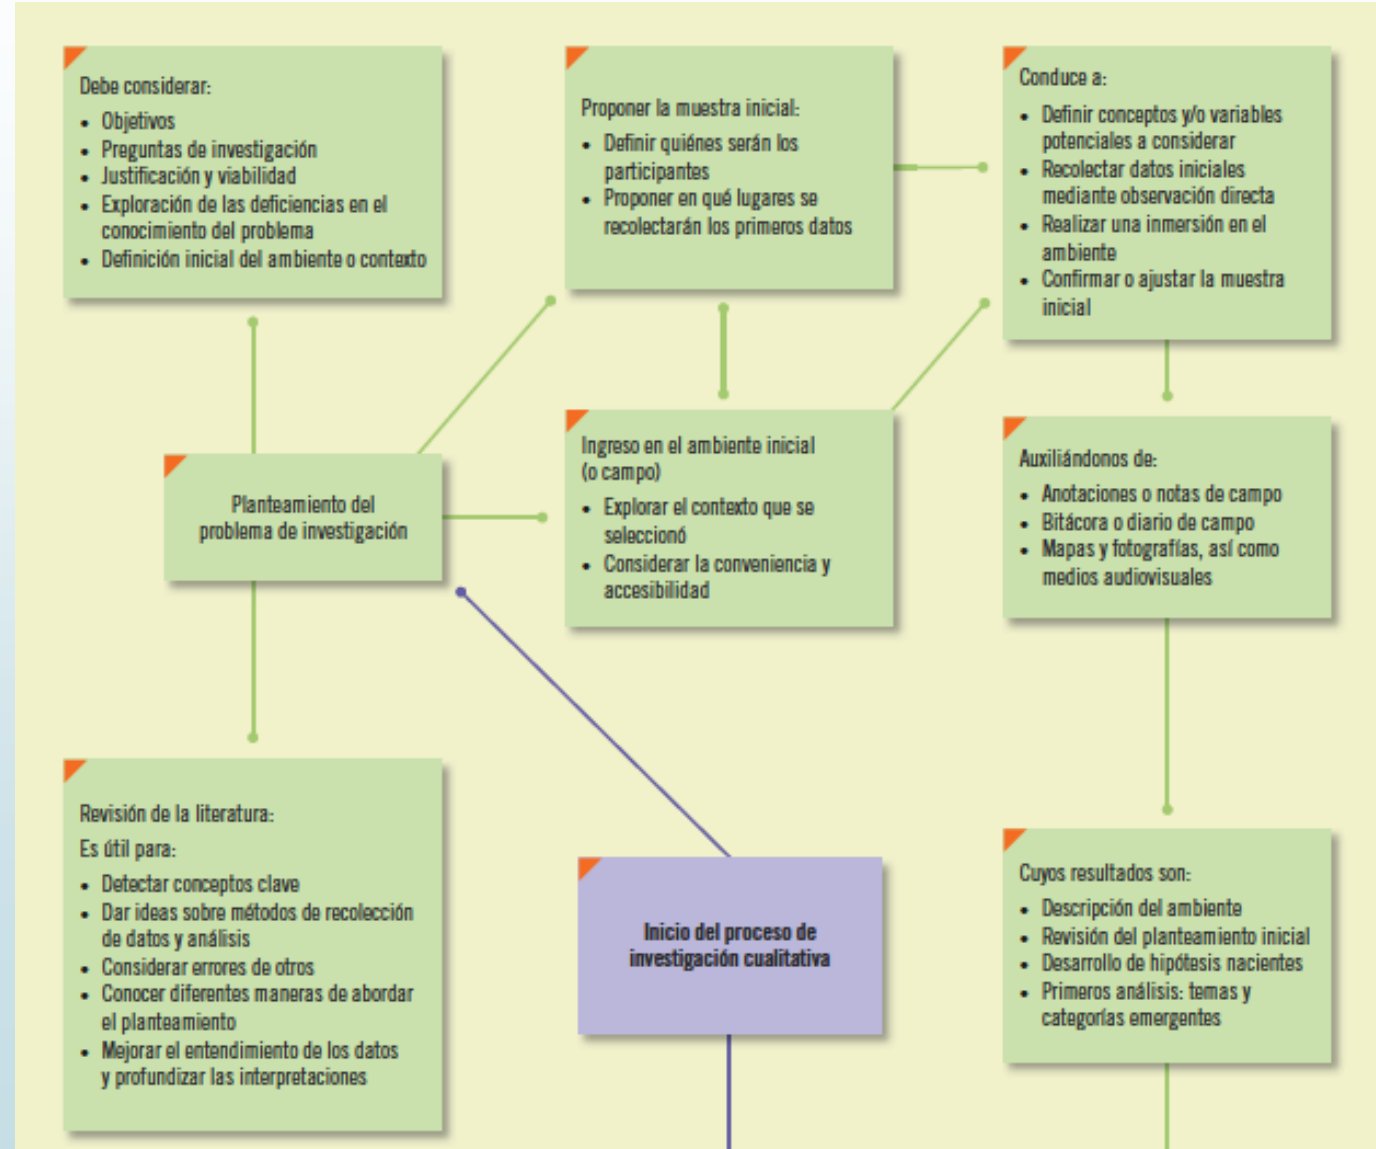 Debe considerar:
• Objetivos
• Preguntas de investigación
• Justificación y viabilidad
• Exploración de las deficiencias en el
conocimiento del problema
• Definición inicial del ambiente o contexto
Proponer la muestra inicial:
• Definir quiénes serán los
participantes
• Proponer en qué lugares se
recolectarán los primeros datos
Conduce a:
• Definir conceptos y/o variables
potenciales a considerar
• Recolectar datos iniciales
mediante observación directa
• Realizar una inmersión en el
ambiente
• Confirmar o ajustar la muestra
inicial
Planteamiento del
problema de investigación
Ingreso en el ambiente inicial
(o campo)
• Explorar el contexto que se
seleccionó
• Considerar la conveniencia y
accesibilidad
Auxiliándonos de:
• Anotaciones o notas de campo
• Bitácora o diario de campo
• Mapas y fotografías, así como
medios audiovisuales
Revisión de la literatura:
Es útil para:
• Detectar conceptos clave
• Dar ideas sobre métodos de recolección
de datos y análisis
• Considerar errores de otros
• Conocer diferentes maneras de abordar
el planteamiento
• Mejorar el entendimiento de los datos
y profundizar las interpretaciones
Inicio del proceso de
investigación cualitativa
Cuyos resultados son:
• Descripción del ambiente
• Revisión del planteamiento inicial
• Desarrollo de hipótesis nacientes
• Primeros análisis: temas y
categorías emergentes